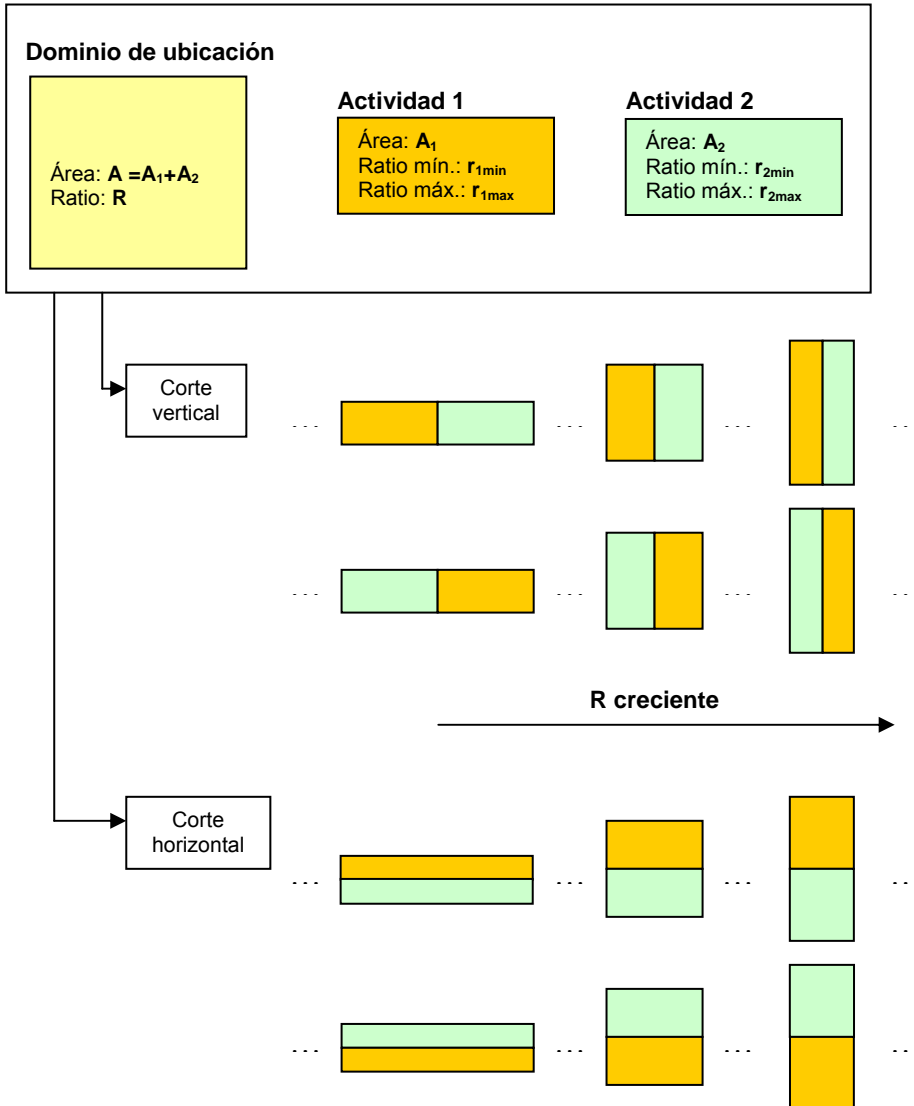 Dominio de ubicación
Área: A =A1+A2
Ratio: R
Actividad 1
Área: A1
Ratio mín.: r1min
Ratio máx.: r1max
Actividad 2
Área: A2
Ratio mín.: r2min
Ratio máx.: r2max
Corte
vertical
... ... ... ..
... ... ... ..
R creciente
Corte
horizontal
... ... ... ..
... ... ... ..